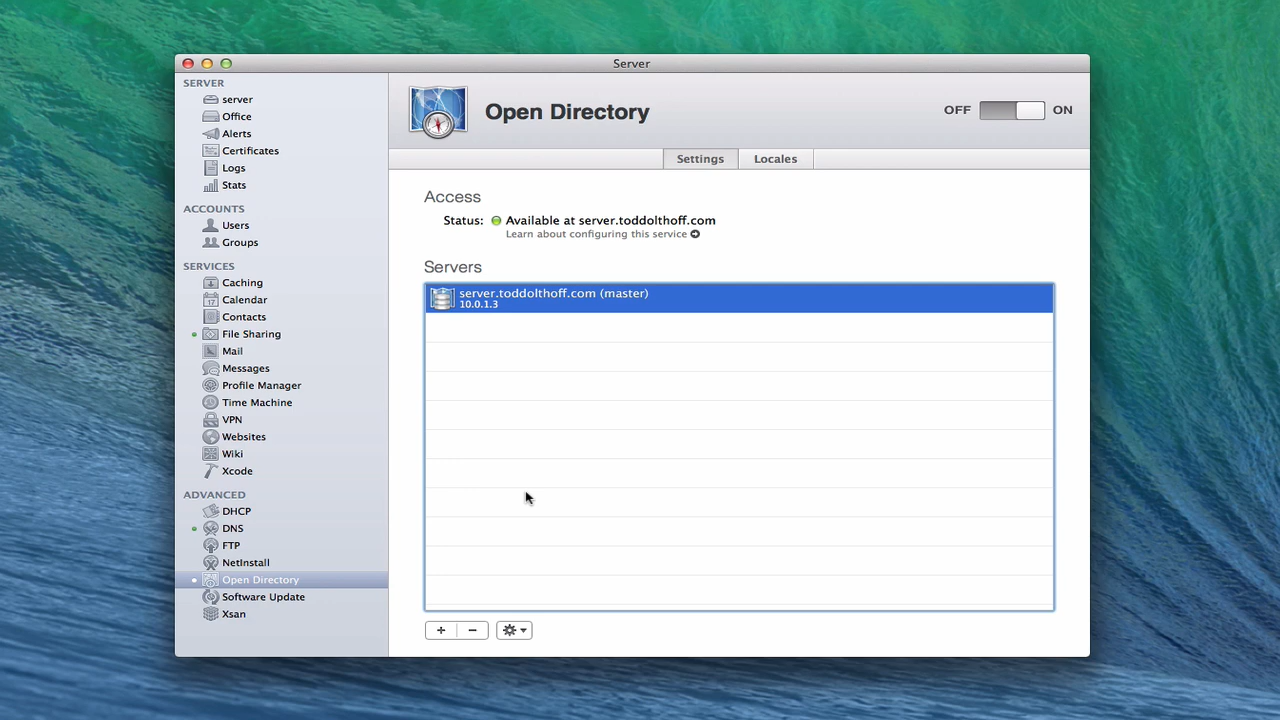 Server
SERVER
server
Office
Alerts
Certificates
Logs
Stats
ACCOUNTS
Users
Groups
SERVICES
Caching
Calendar
Contacts
File Sharing
Mail
Messages
Profile Manager
Time Machine
VPN
Websites
Wiki
Xcode
ADVANCED
DHCP
DNS
FTP
NetInstall
Open Directory
Software Update
Xsan
Open Directory
OFF ON
Settings Locales
Access
Status: Available at server.toddolthoff.com
Learn about configuring this service
Servers
server.toddolthoff.com (master)
10.0.1.3